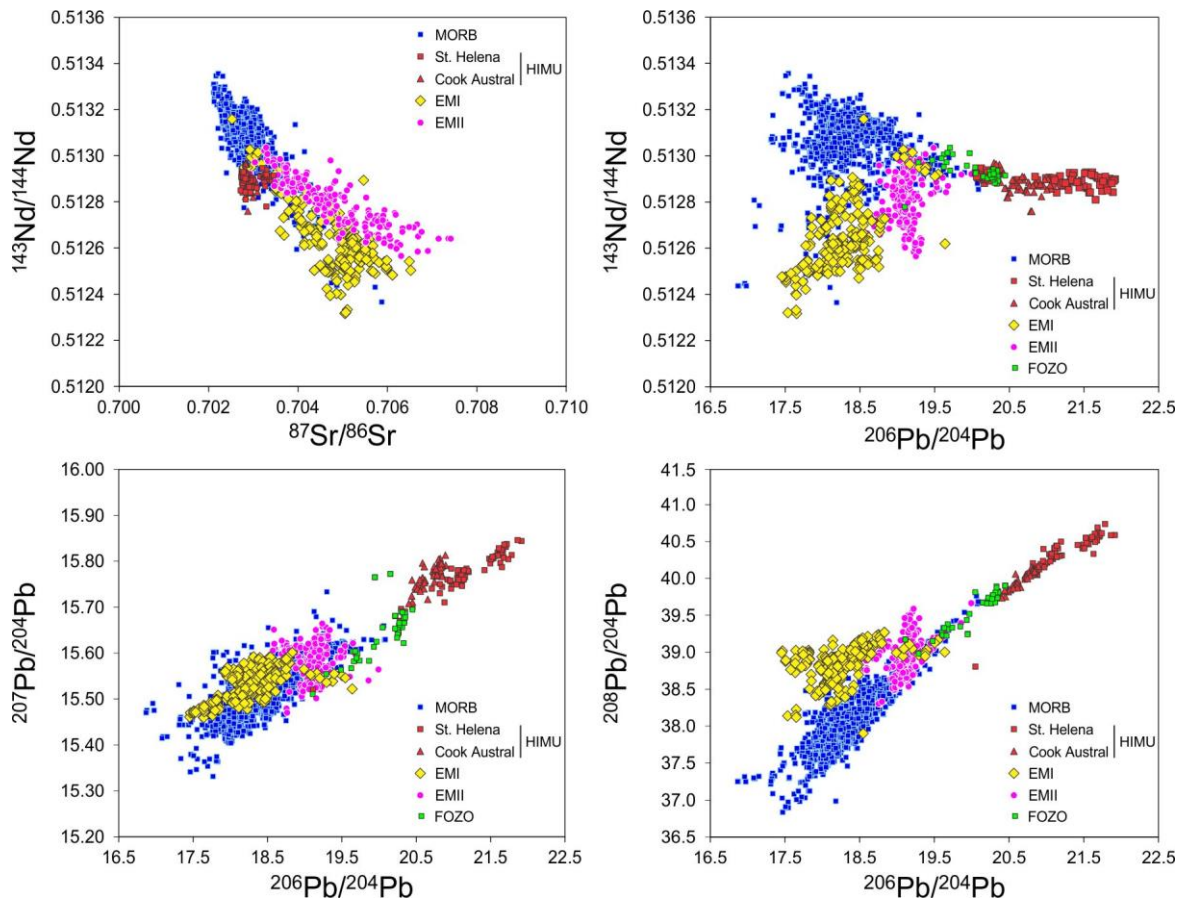 0.5136
0.5134
0.5132
0.5130
0.5128
0.5126
0.5124
0.5122
0.5120
¹⁴³Nd/¹⁴⁴Nd
MORB
St. Helena
Cook Austral
HIMU
EMI
EMII
0.700 0.702 0.704 0.706 0.708 0.710
⁸⁷Sr/⁸⁶Sr
0.5136
0.5134
0.5132
0.5130
0.5128
0.5126
0.5124
0.5122
0.5120
¹⁴³Nd/¹⁴⁴Nd
MORB
St. Helena
Cook Austral
HIMU
EMI
EMII
FOZO
16.5 17.5 18.5 19.5 20.5 21.5 22.5
²⁰⁶Pb/²⁰⁴Pb
16.00
15.90
15.80
15.70
15.60
15.50
15.40
15.30
15.20
²⁰⁷Pb/²⁰⁴Pb
MORB
St. Helena
Cook Austral
HIMU
EMI
EMII
FOZO
16.5 17.5 18.5 19.5 20.5 21.5 22.5
²⁰⁶Pb/²⁰⁴Pb
41.5
41.0
40.5
40.0
39.5
39.0
38.5
38.0
37.5
37.0
36.5
²⁰⁸Pb/²⁰⁴Pb
MORB
St. Helena
Cook Austral
HIMU
EMI
EMII
FOZO
16.5 17.5 18.5 19.5 20.5 21.5 22.5
²⁰⁶Pb/²⁰⁴Pb